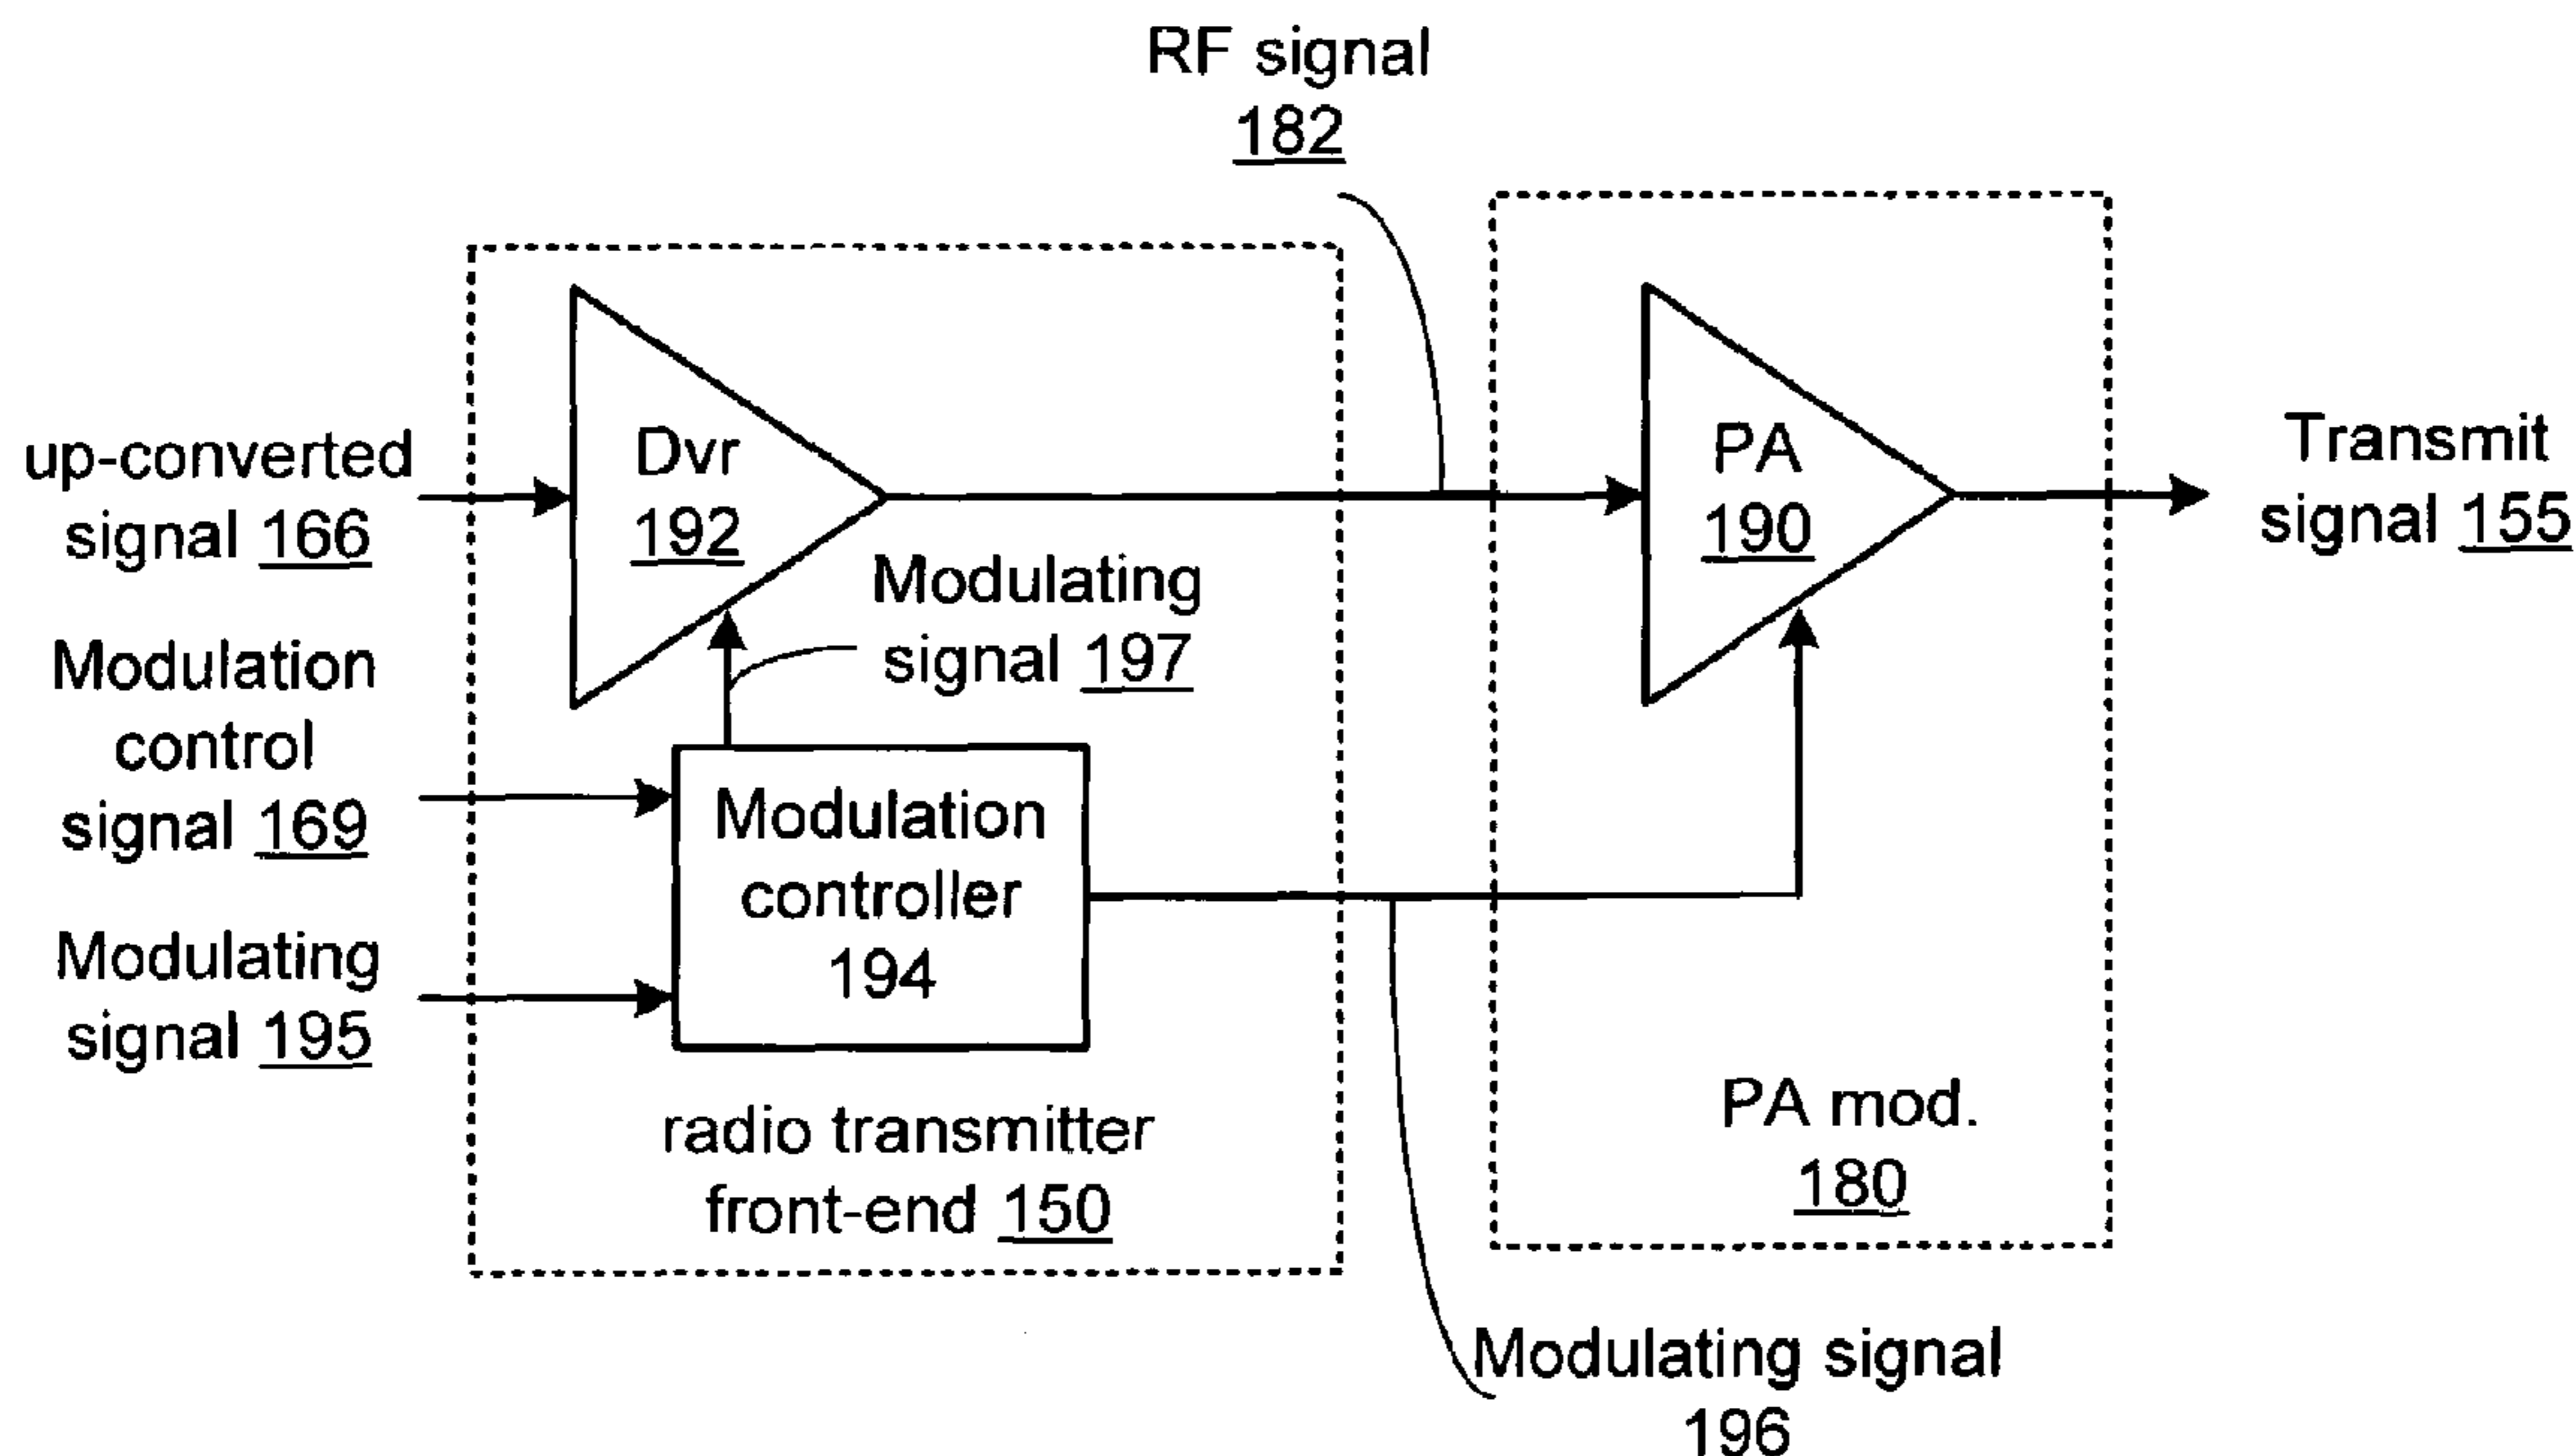 RF signal
182
up-converted
signal 166
Dvr
192
PA
190
Transmit
signal 155
Modulating
signal 197
Modulation
control
signal 169
Modulation
controller
194
Modulating
signal 195
radio transmitter
front-end 150
PA mod.
180
Modulating signal
196